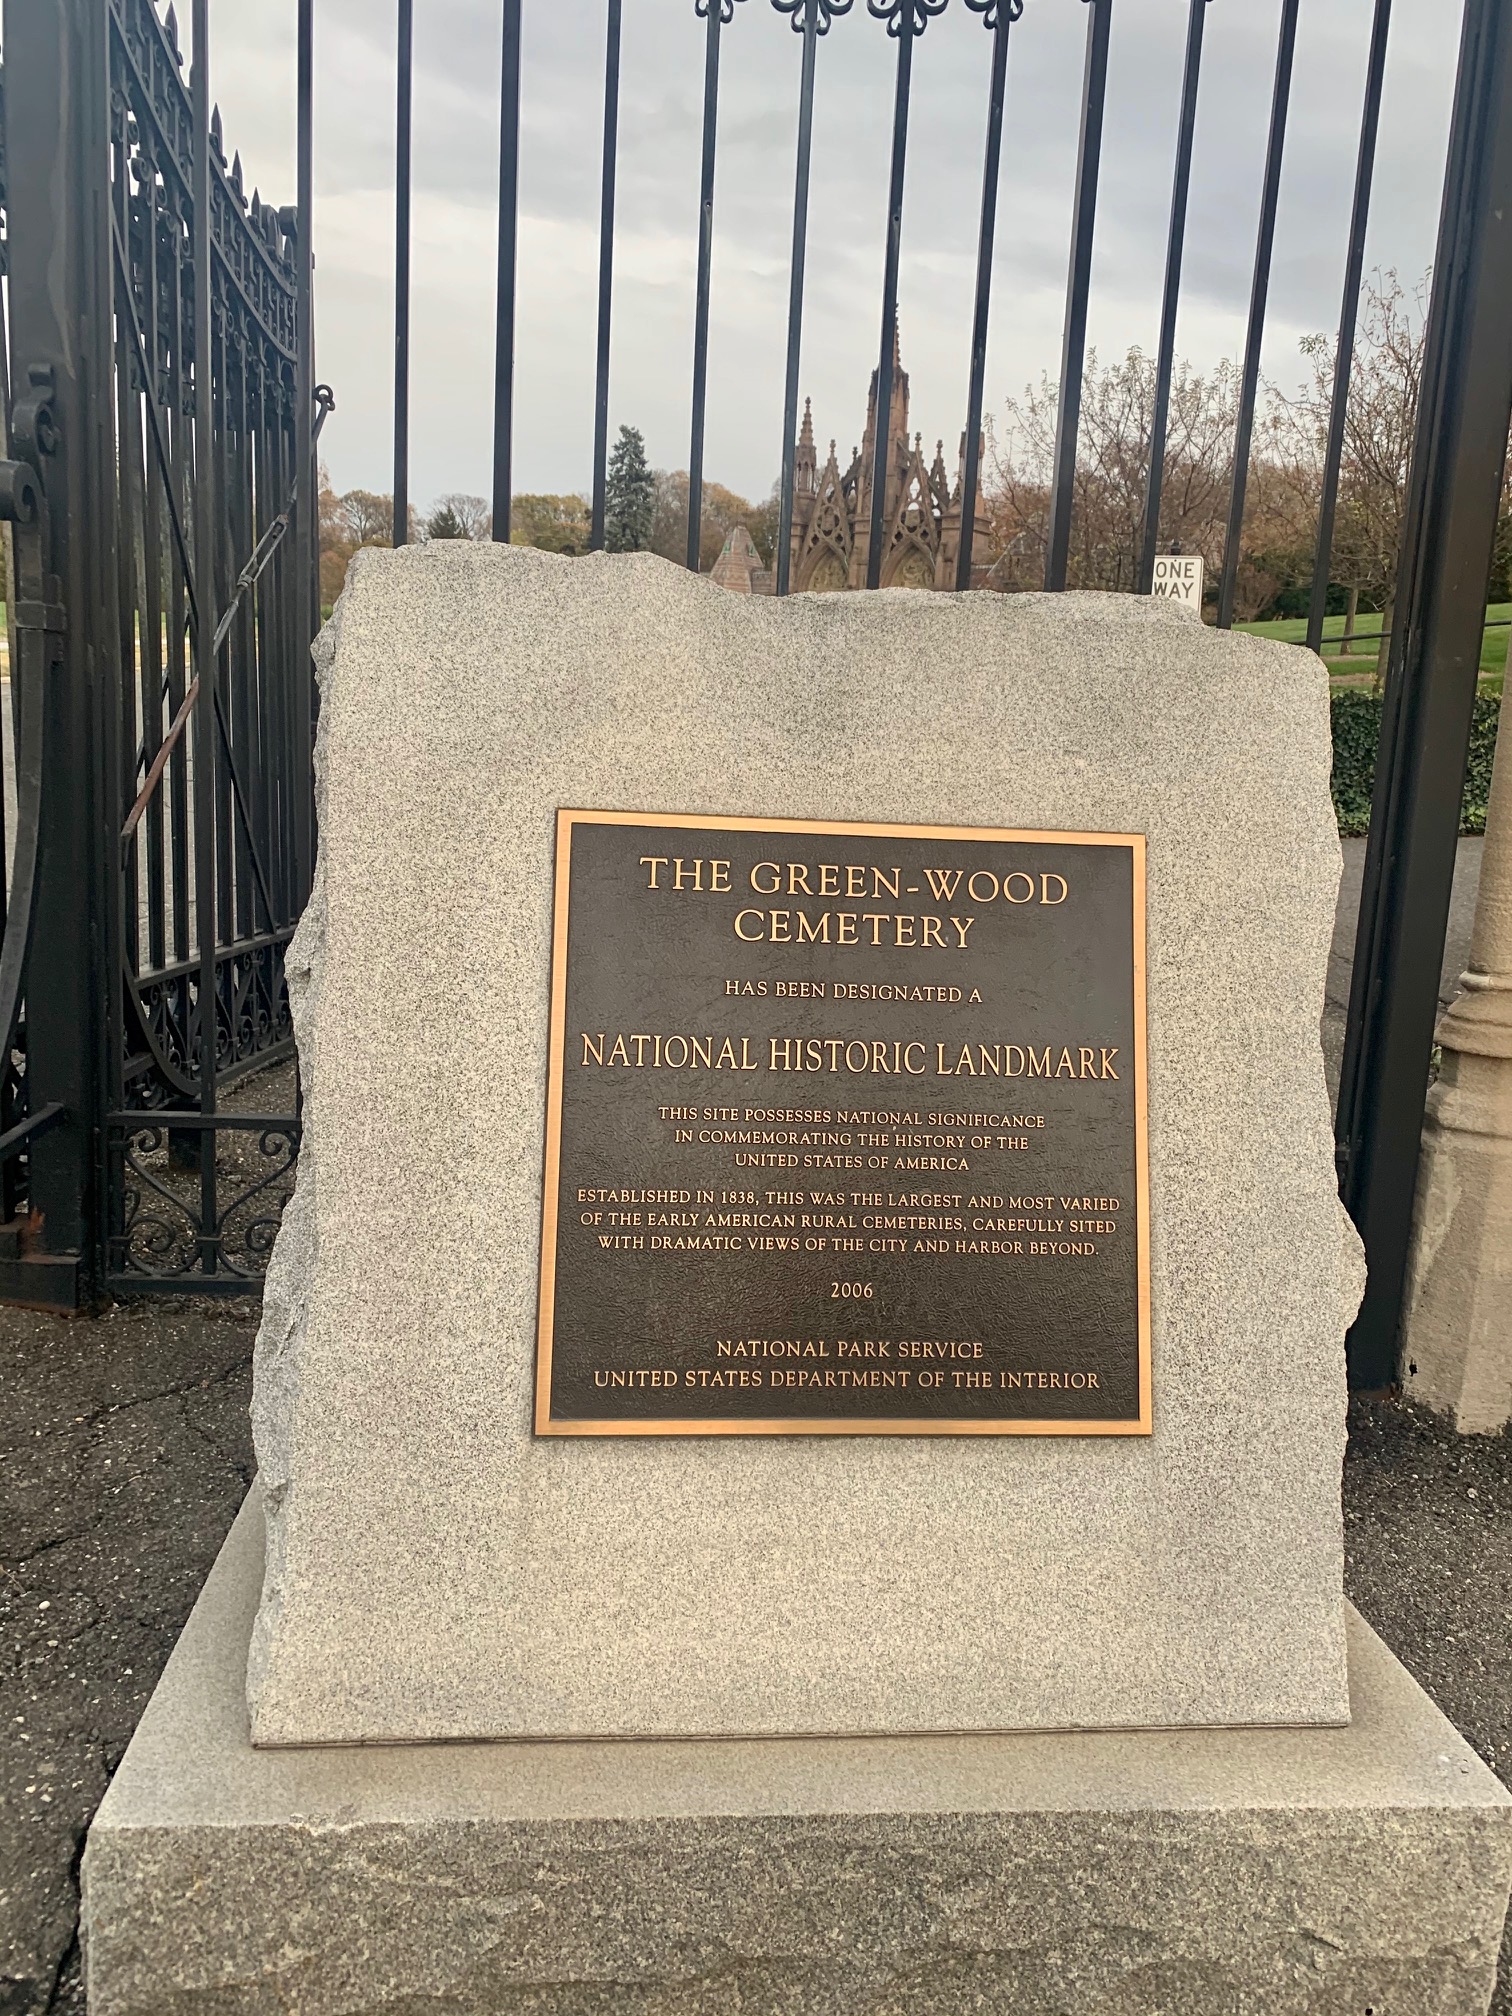 ONE
WAY
THE GREEN-WOOD
CEMETERY
HAS BEEN DESIGNATED A
NATIONAL HISTORIC LANDMARK
THIS SITE POSSESSES NATIONAL SIGNIFICANCE
IN COMMEMORATING THE HISTORY OF THE
UNITED STATES OF AMERICA
ESTABLISHED IN 1838, THIS WAS THE LARGEST AND MOST VARIED
OF THE EARLY AMERICAN RURAL CEMETERIES, CAREFULLY SITED
WITH DRAMATIC VIEWS OF THE CITY AND HARBOR BEYOND.
2006
NATIONAL PARK SERVICE
UNITED STATES DEPARTMENT OF THE INTERIOR